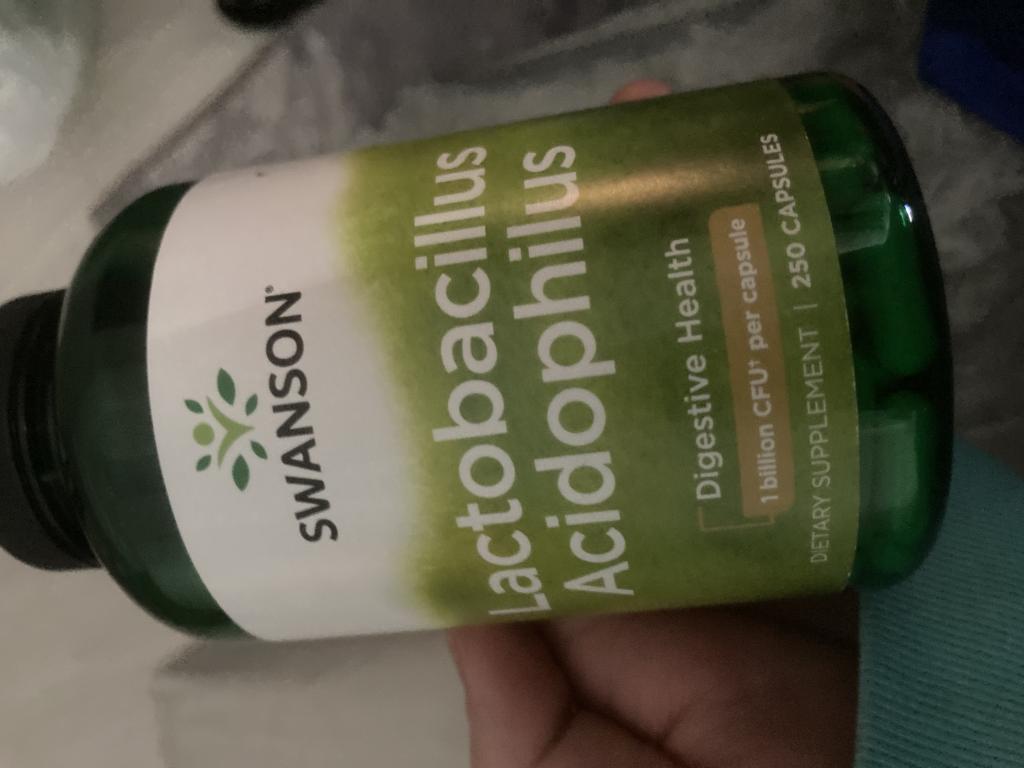 SWANSON®
Lactobacillus
Acidophilus
Digestive Health
1 billion CFU† per capsule
DIETARY SUPPLEMENT | 250 CAPSULES